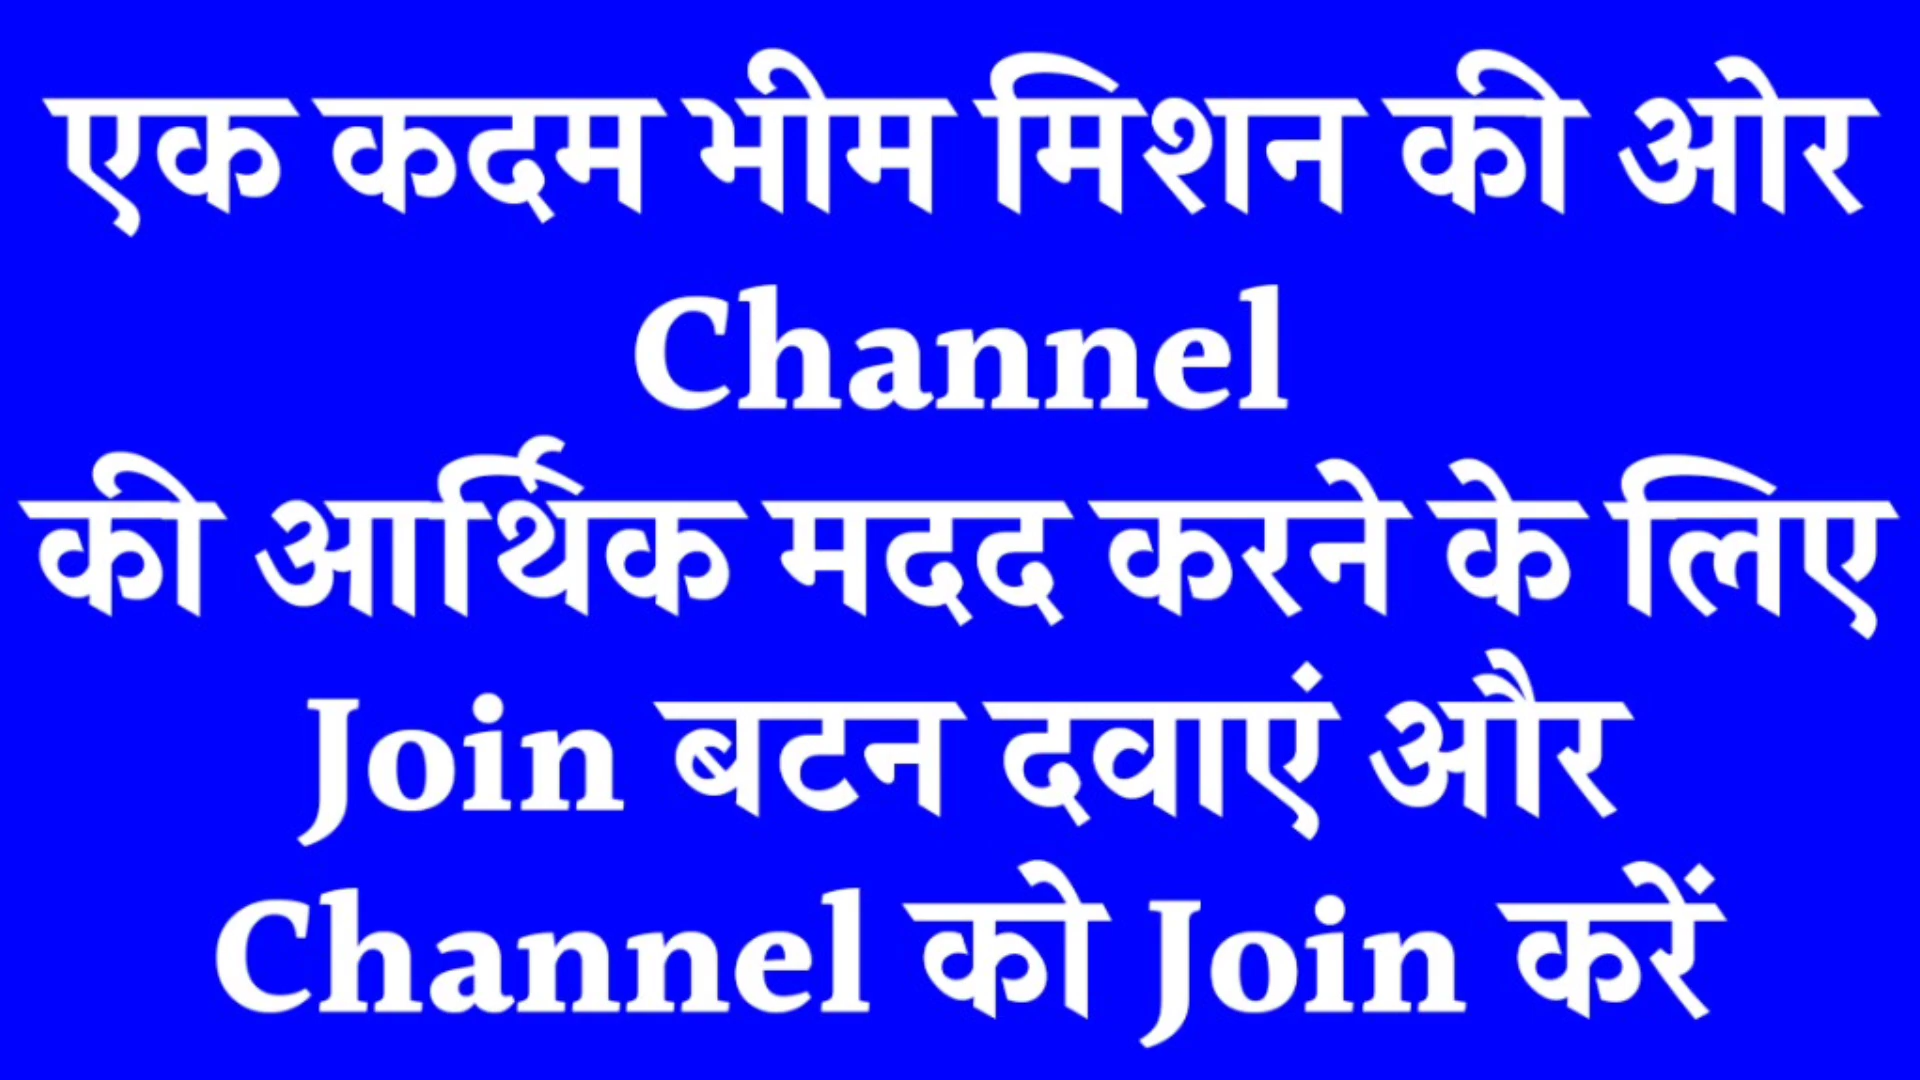 एक कदम भीम मिशन की ओर
Channel
की आर्थिक मदद करने के लिए
Join बटन दवाएं और
Channel को Join करें